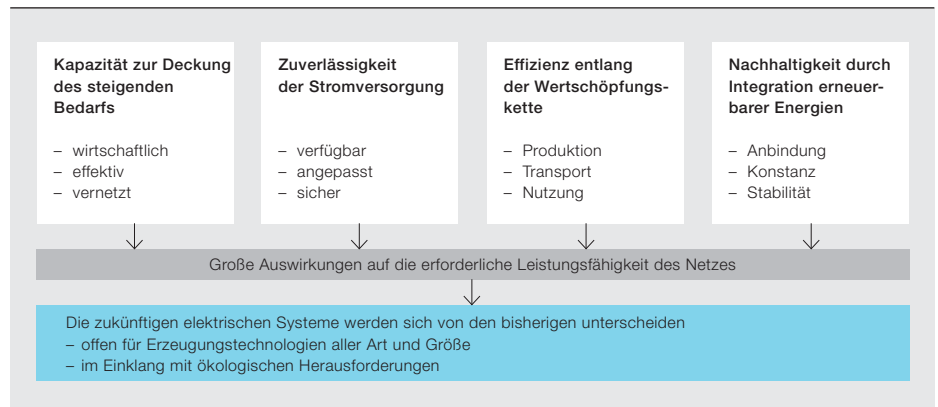 Kapazität zur Deckung
des steigenden
Bedarfs
– wirtschaftlich
– effektiv
– vernetzt
Zuverlässigkeit
der Stromversorgung
– verfügbar
– angepasst
– sicher
Effizienz entlang
der Wertschöpfungs-
kette
– Produktion
– Transport
– Nutzung
Nachhaltigkeit durch
Integration erneuer-
barer Energien
– Anbindung
– Konstanz
– Stabilität
Große Auswirkungen auf die erforderliche Leistungsfähigkeit des Netzes
Die zukünftigen elektrischen Systeme werden sich von den bisherigen unterscheiden
– offen für Erzeugungstechnologien aller Art und Größe
– im Einklang mit ökologischen Herausforderungen